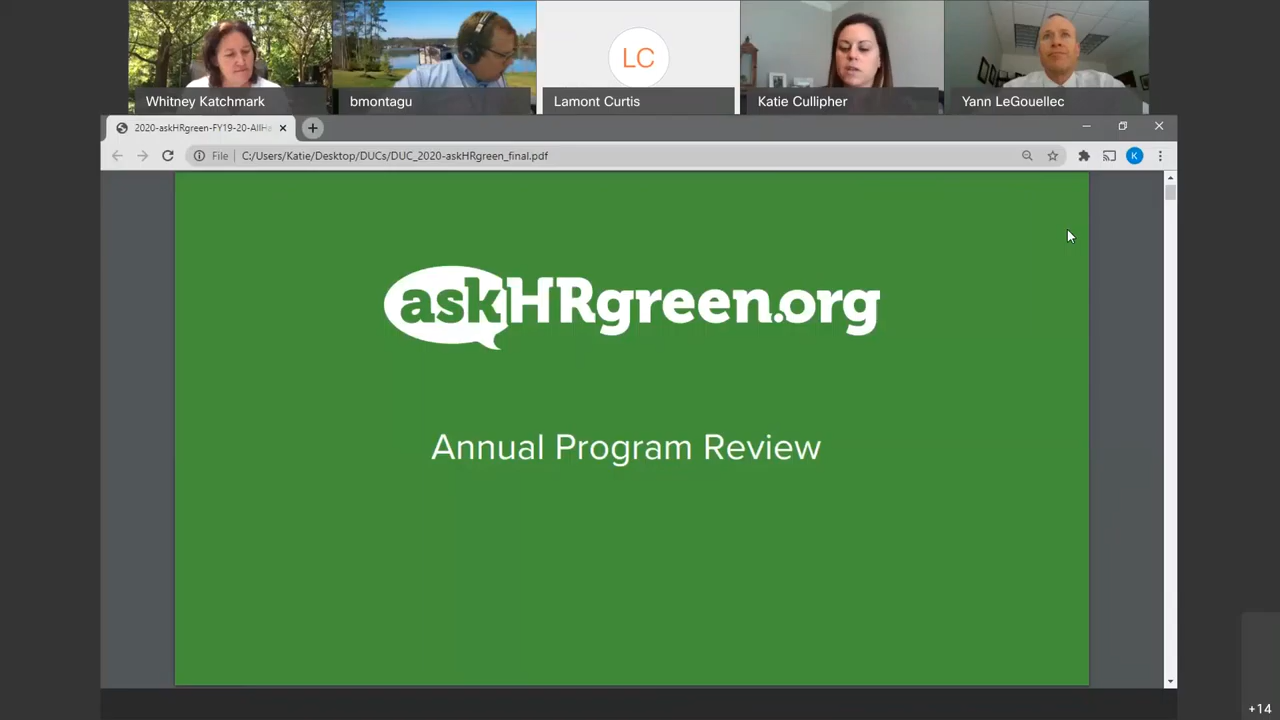 LC
Whitney Katchmark
bmontagu
Lamont Curtis
Katie Cullipher
Yann LeGouellec
2020-askHRgreen-FY19-20-AllHa
File
C:/Users/Katie/Desktop/DUCs/DUC_2020-askHRgreen_final.pdf
K
askHRgreen.org
Annual Program Review
+14